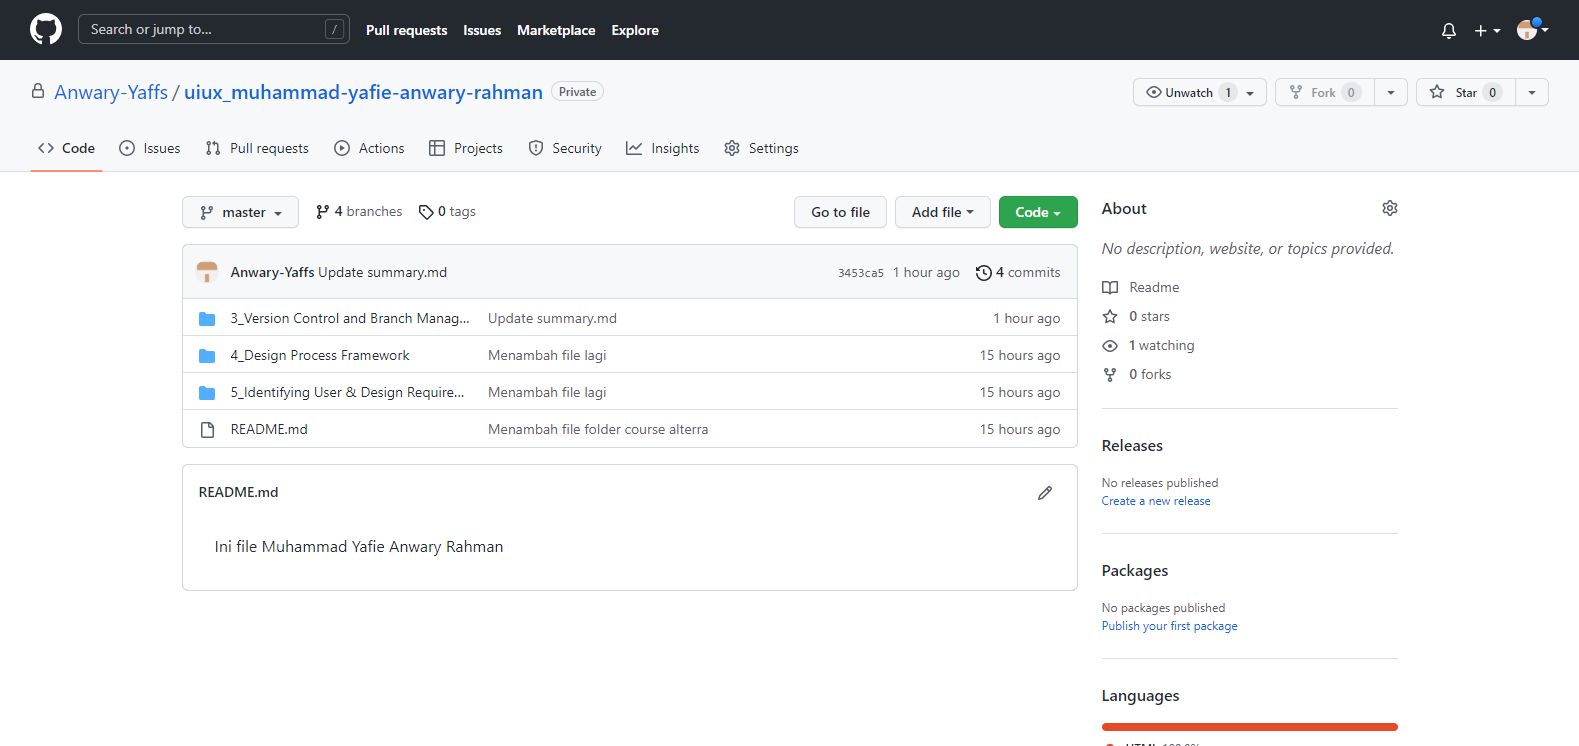 Search or jump to... /
Pull requests Issues Marketplace Explore
Anwary-Yaffs / uiux_muhammad-yafie-anwary-rahman Private
Unwatch 1 Fork 0 Star 0
Code Issues Pull requests Actions Projects Security Insights Settings
master 4 branches 0 tags
Go to file Add file Code
Anwary-Yaffs Update summary.md 3453ca5 1 hour ago 4 commits
3_Version Control and Branch Manag... Update summary.md 1 hour ago
4_Design Process Framework Menambah file lagi 15 hours ago
5_Identifying User & Design Require... Menambah file lagi 15 hours ago
README.md Menambah file folder course alterra 15 hours ago
README.md
Ini file Muhammad Yafie Anwary Rahman
About
No description, website, or topics provided.
Readme
0 stars
1 watching
0 forks
Releases
No releases published
Create a new release
Packages
No packages published
Publish your first package
Languages